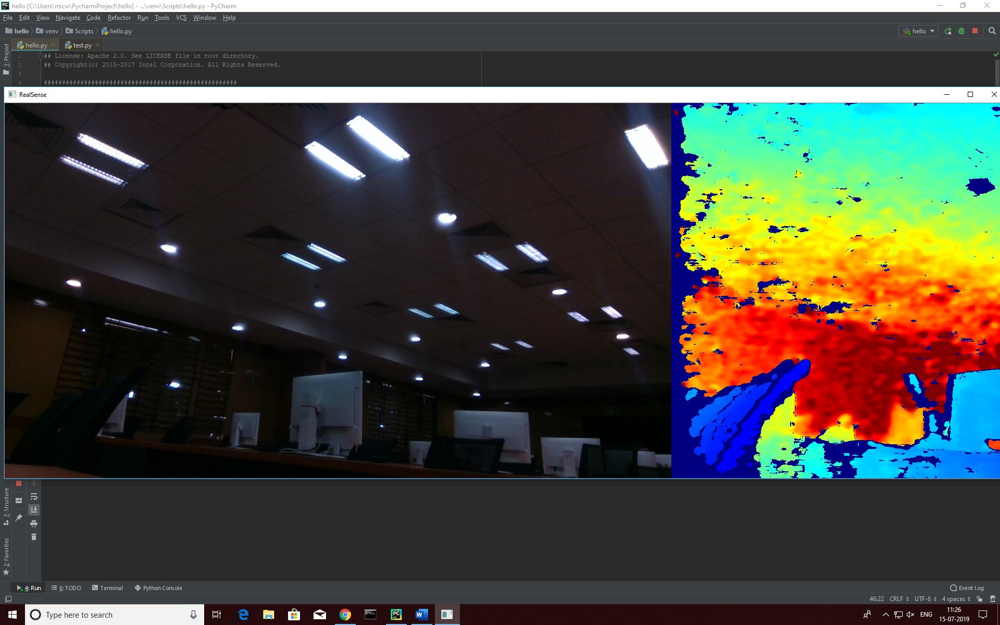 hello [C:\Users\rrscw\PycharmProject\hello] - ...\venv\Scripts\hello.py - PyCharm
File Edit View Navigate Code Refactor Run Tools VCS Window Help
hello venv Scripts hello.py hello
hello.py test.py
1: Project
1 ## License: Apache 2.0. See LICENSE file in root directory.
2 ## Copyright(c) 2015-2017 Intel Corporation. All Rights Reserved.
3
4 #####################################################
RealSense
7: Structure
2: Favorites
4: Run 6: TODO Terminal Python Console Event Log
46:22 CRLF UTF-8 4 spaces
Type here to search
ENG
11:26
15-07-2019